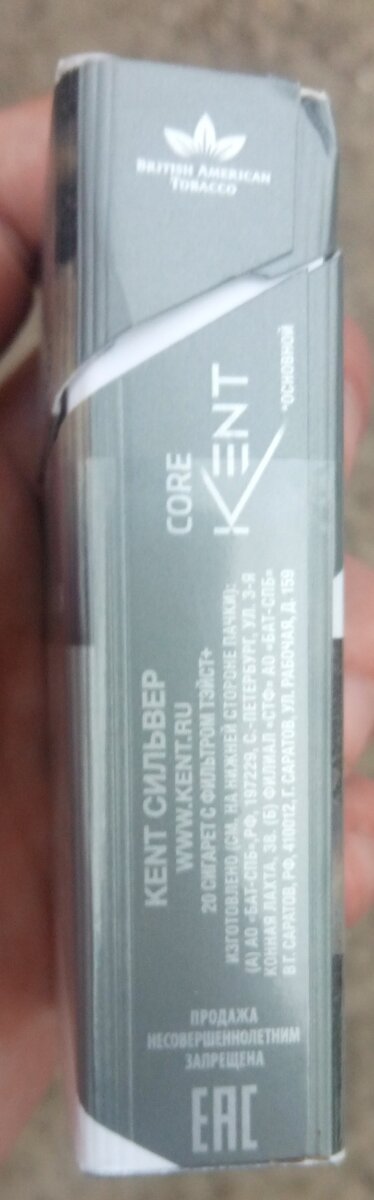 BRITISH AMERICAN
TOBACCO
CORE
KENT
*ОСНОВНОЙ
KENT СИЛЬВЕР
WWW.KENT.RU
20 СИГАРЕТ С ФИЛЬТРОМ ТЭЙСТ+
ИЗГОТОВЛЕНО (СМ. НА НИЖНЕЙ СТОРОНЕ ПАЧКИ):
(А) АО «БАТ-СПБ»,РФ, 197229, С.-ПЕТЕРБУРГ, УЛ. 3-Я
КОННАЯ ЛАХТА, 38. (Б) ФИЛИАЛ «СТФ» АО «БАТ-СПБ»
В Г. САРАТОВ, РФ, 410012, Г. САРАТОВ, УЛ. РАБОЧАЯ, Д. 159
ПРОДАЖА
НЕСОВЕРШЕННОЛЕТНИМ
ЗАПРЕЩЕНА
EAC